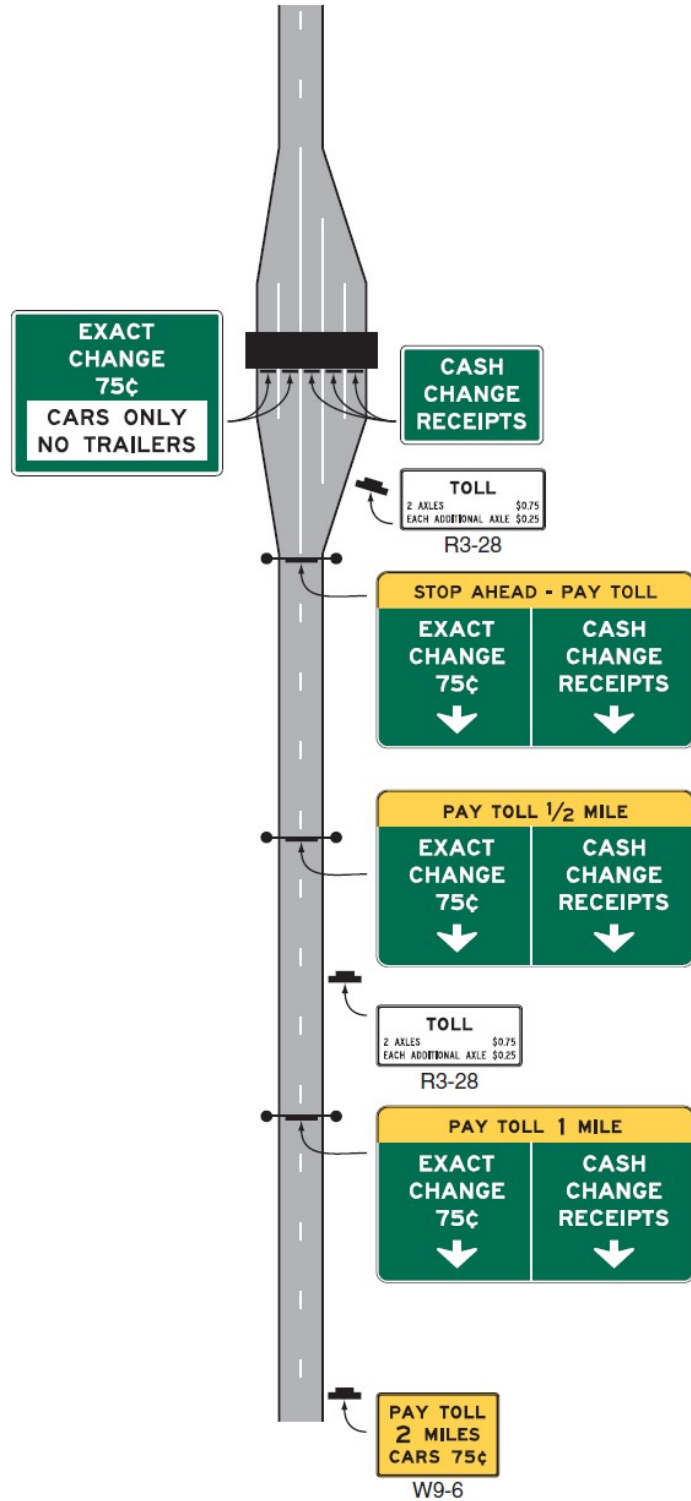 EXACT
CHANGE
75¢
CARS ONLY
NO TRAILERS
CASH
CHANGE
RECEIPTS
TOLL
2 AXLES $0.75
EACH ADDITIONAL AXLE $0.25
R3-28
STOP AHEAD - PAY TOLL
EXACT
CHANGE
75¢
CASH
CHANGE
RECEIPTS
PAY TOLL 1/2 MILE
EXACT
CHANGE
75¢
CASH
CHANGE
RECEIPTS
TOLL
2 AXLES $0.75
EACH ADDITIONAL AXLE $0.25
R3-28
PAY TOLL 1 MILE
EXACT
CHANGE
75¢
CASH
CHANGE
RECEIPTS
PAY TOLL
2 MILES
CARS 75¢
W9-6